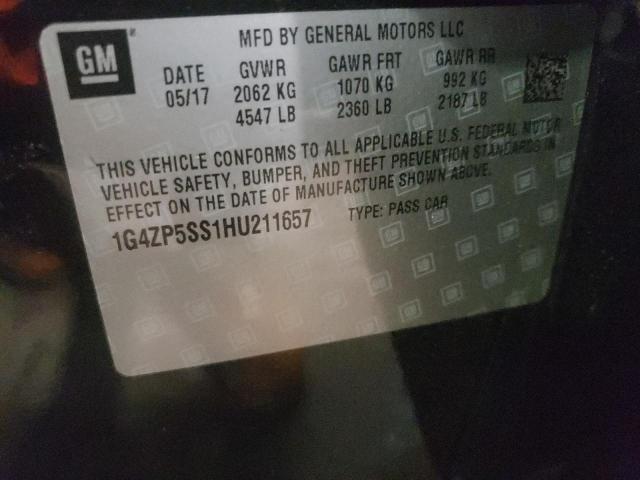 GM
MFD BY GENERAL MOTORS LLC
DATE GVWR GAWR FRT GAWR RR
05/17 2062 KG 1070 KG 992 KG
4547 LB 2360 LB 2187 LB
THIS VEHICLE CONFORMS TO ALL APPLICABLE U.S. FEDERAL MOTOR
VEHICLE SAFETY, BUMPER, AND THEFT PREVENTION STANDARDS IN
EFFECT ON THE DATE OF MANUFACTURE SHOWN ABOVE.
1G4ZP5SS1HU211657 TYPE: PASS CAR